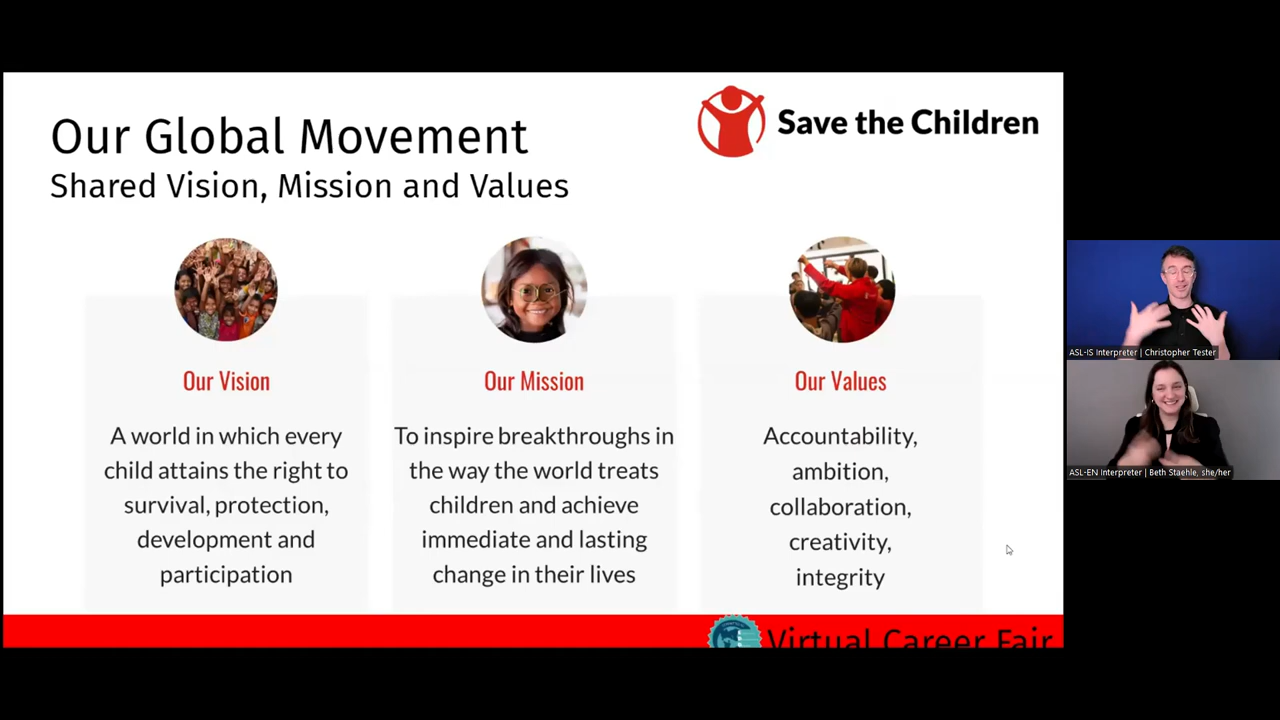 Our Global Movement
Shared Vision, Mission and Values
Save the Children
Our Vision
A world in which every
child attains the right to
survival, protection,
development and
participation
Our Mission
To inspire breakthroughs in
the way the world treats
children and achieve
immediate and lasting
change in their lives
Our Values
Accountability,
ambition,
collaboration,
creativity,
integrity
Virtual Career Fair
ASL-IS Interpreter | Christopher Tester
ASL-EN Interpreter | Beth Staehle, she/her